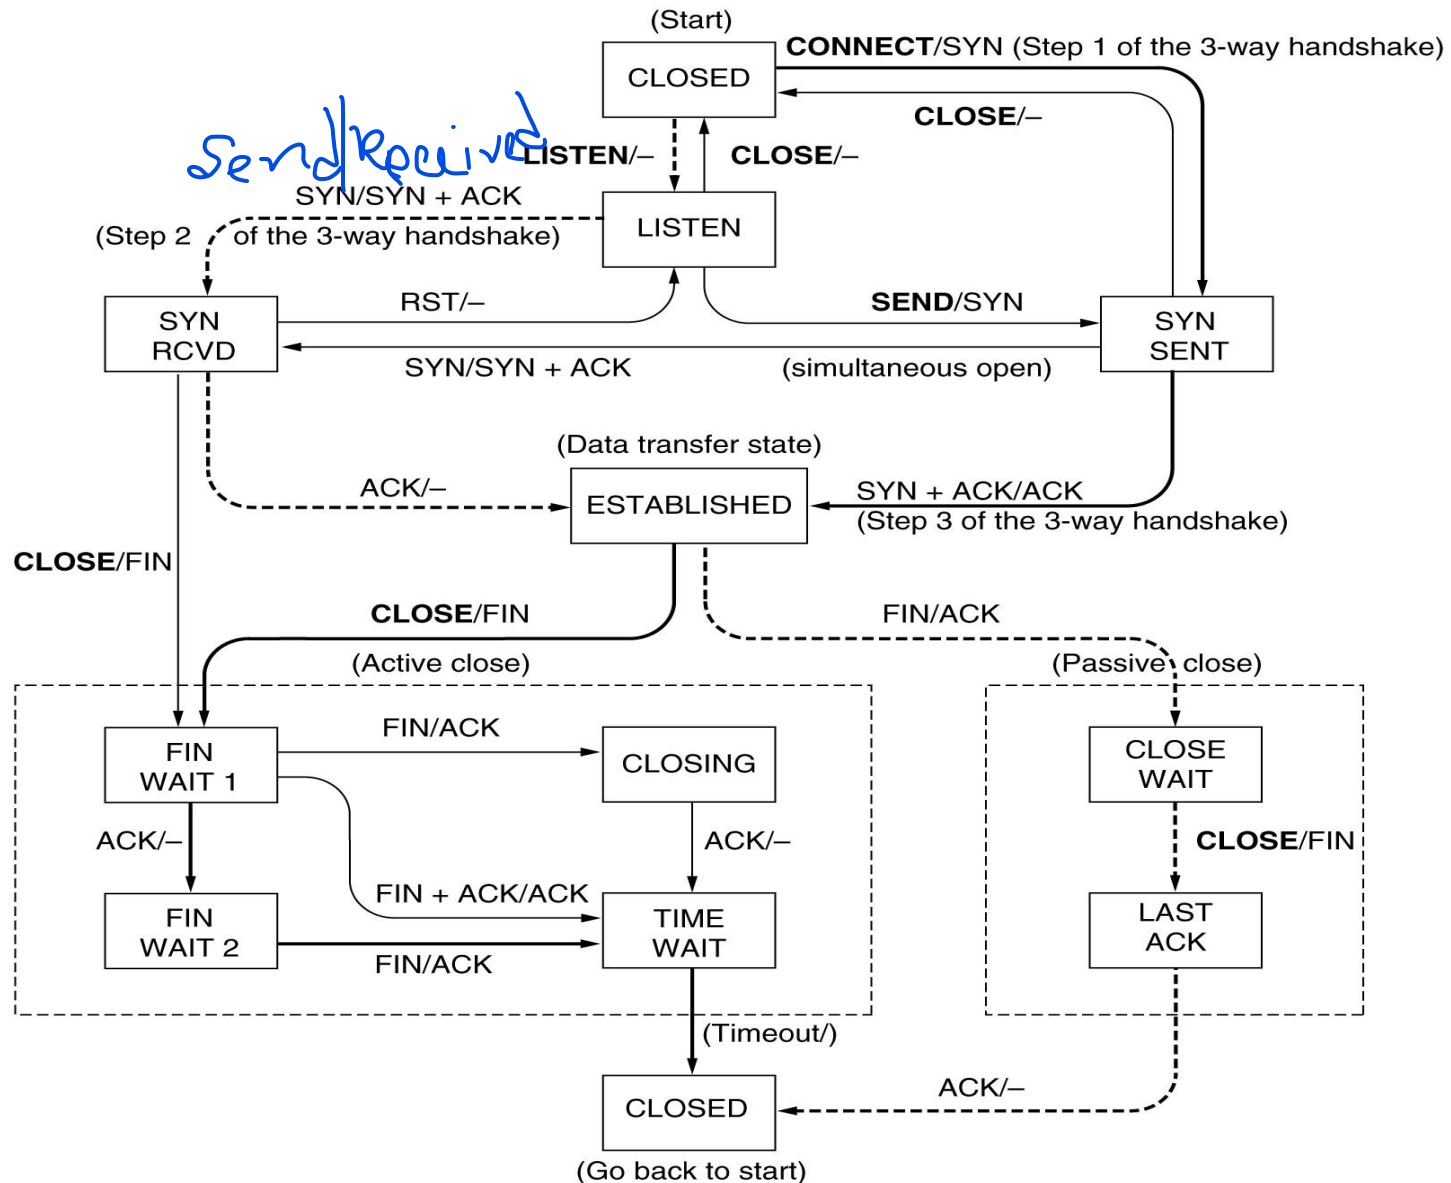 (Start)
CLOSED
CONNECT/SYN (Step 1 of the 3-way handshake)
CLOSE/–
Send/Received
LISTEN/–
CLOSE/–
SYN/SYN + ACK
(Step 2 of the 3-way handshake)
LISTEN
RST/–
SEND/SYN
SYN
RCVD
SYN
SENT
SYN/SYN + ACK
(simultaneous open)
(Data transfer state)
ACK/–
ESTABLISHED
SYN + ACK/ACK
(Step 3 of the 3-way handshake)
CLOSE/FIN
CLOSE/FIN
FIN/ACK
(Active close)
(Passive close)
FIN/ACK
FIN
WAIT 1
CLOSING
CLOSE
WAIT
ACK/–
ACK/–
CLOSE/FIN
FIN + ACK/ACK
FIN
WAIT 2
TIME
WAIT
LAST
ACK
FIN/ACK
(Timeout/)
CLOSED
ACK/–
(Go back to start)